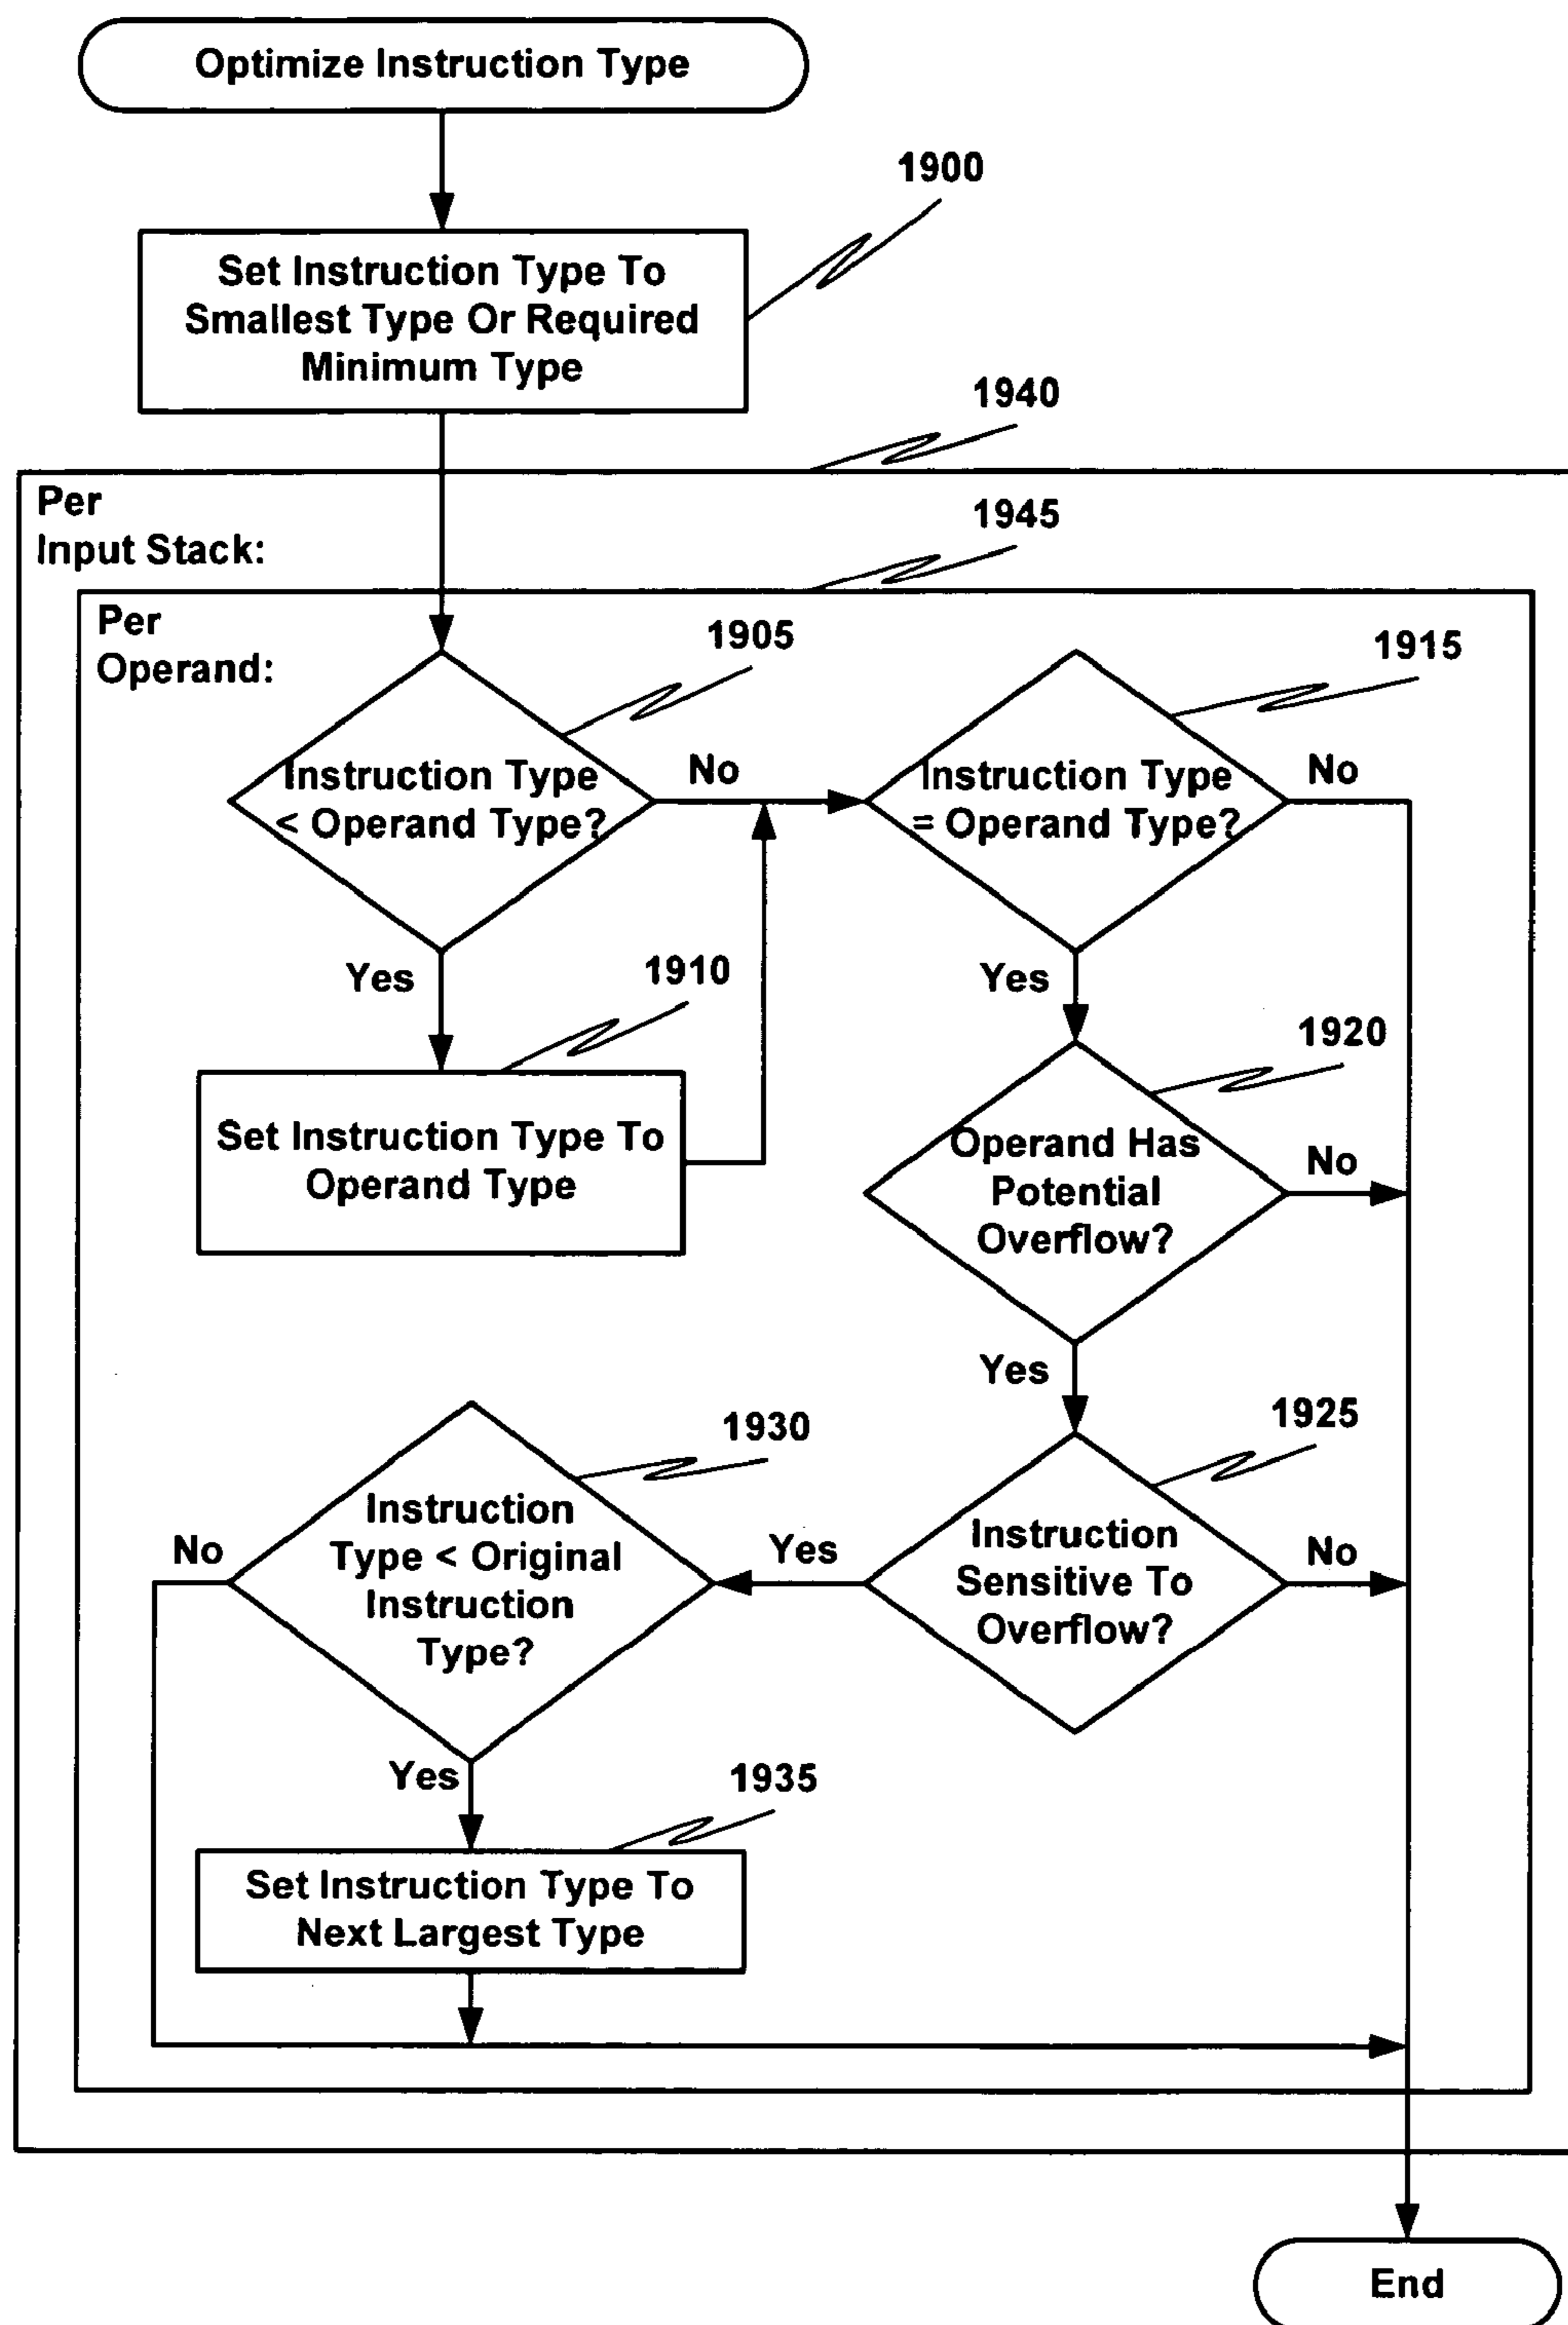 Optimize Instruction Type
1900
Set Instruction Type To
Smallest Type Or Required
Minimum Type
1940
Per
Input Stack:
1945
Per
Operand:
1905
1915
Instruction Type
< Operand Type?
No
Instruction Type
= Operand Type?
No
Yes
1910
Yes
1920
Set Instruction Type To
Operand Type
Operand Has
Potential
Overflow?
No
Yes
1930
1925
Instruction
Type < Original
Instruction
Type?
No
Yes
Instruction
Sensitive To
Overflow?
No
Yes
1935
Set Instruction Type To
Next Largest Type
End